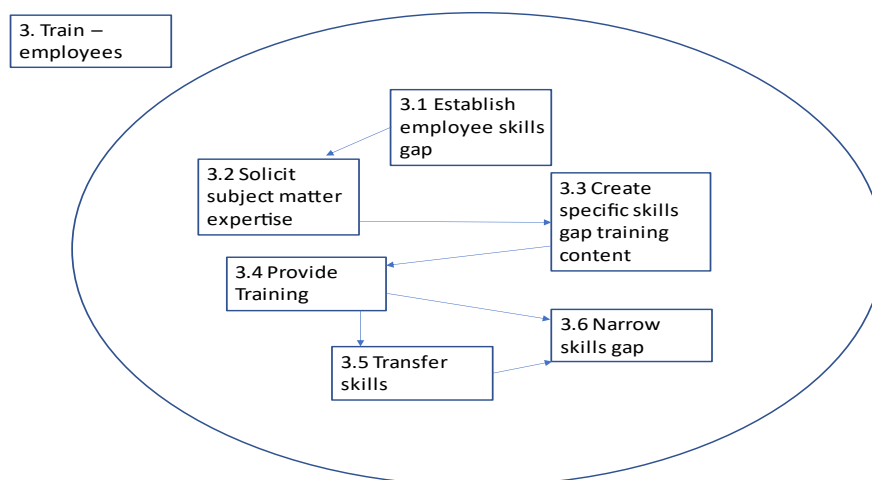 3. Train –
employees
3.1 Establish
employee skills
gap
3.2 Solicit
subject matter
expertise
3.3 Create
specific skills
gap training
content
3.4 Provide
Training
3.5 Transfer
skills
3.6 Narrow
skills gap